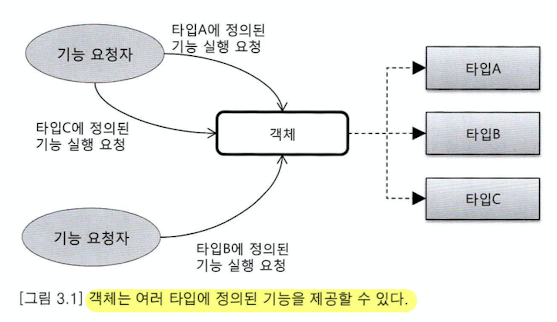 기능 요청자
타입A에 정의된
기능 실행 요청
타입A
타입C에 정의된
기능 실행 요청
객체
타입B
타입C
기능 요청자
타입B에 정의된
기능 실행 요청
[그림 3.1] 객체는 여러 타입에 정의된 기능을 제공할 수 있다.